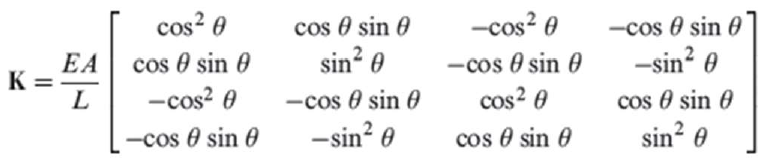 cos² θ cos θ sin θ −cos² θ −cos θ sin θ
cos θ sin θ sin² θ −cos θ sin θ −sin² θ
K = EA/L
−cos² θ −cos θ sin θ cos² θ cos θ sin θ
−cos θ sin θ −sin² θ cos θ sin θ sin² θ